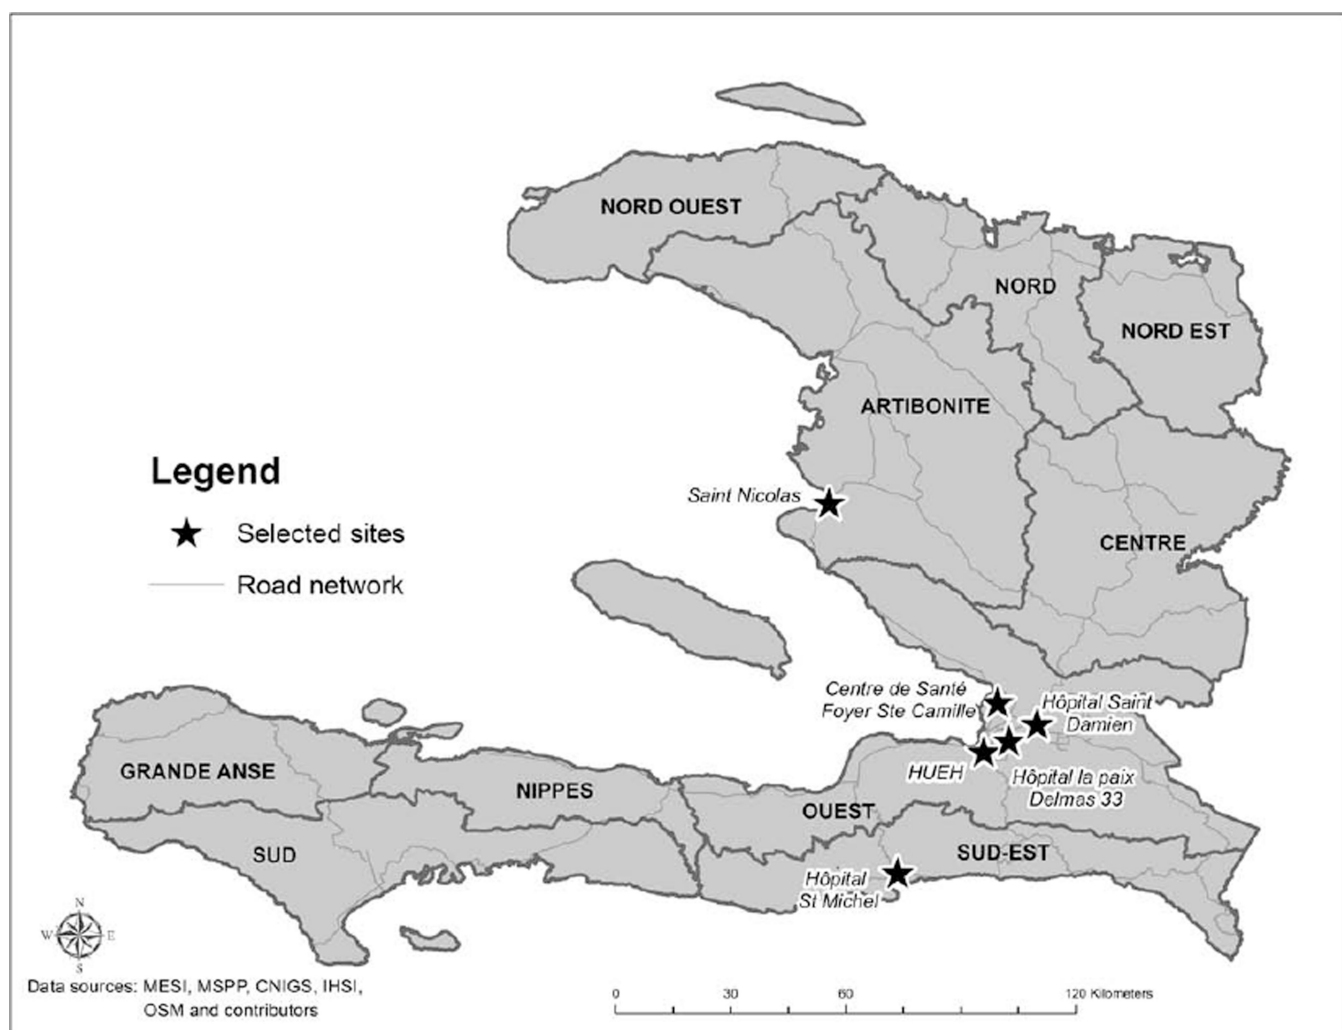 NORD OUEST
NORD
NORD EST
ARTIBONITE
Legend
Saint Nicolas
Selected sites
CENTRE
Road network
Centre de Santé
Foyer Ste Camille
Hôpital Saint
Damien
HUEH
Hôpital la paix
Delmas 33
GRANDE ANSE
NIPPES
OUEST
SUD
SUD-EST
Hôpital
St Michel
N
W E
S
Data sources: MESI, MSPP, CNIGS, IHSI,
OSM and contributors
0 30 60 120 Kilometers